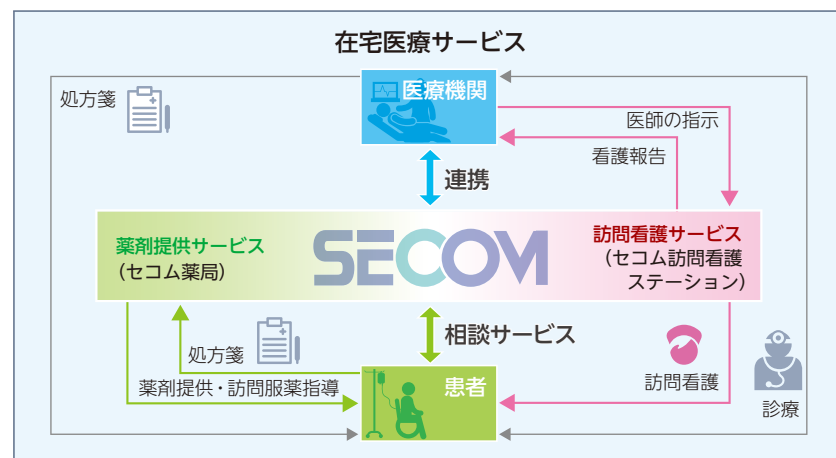 在宅医療サービス
処方箋
医療機関
医師の指示
看護報告
連携
薬剤提供サービス
（セコム薬局）
SECOM
訪問看護サービス
（セコム訪問看護
ステーション）
相談サービス
処方箋
薬剤提供・訪問服薬指導
患者
訪問看護
診療